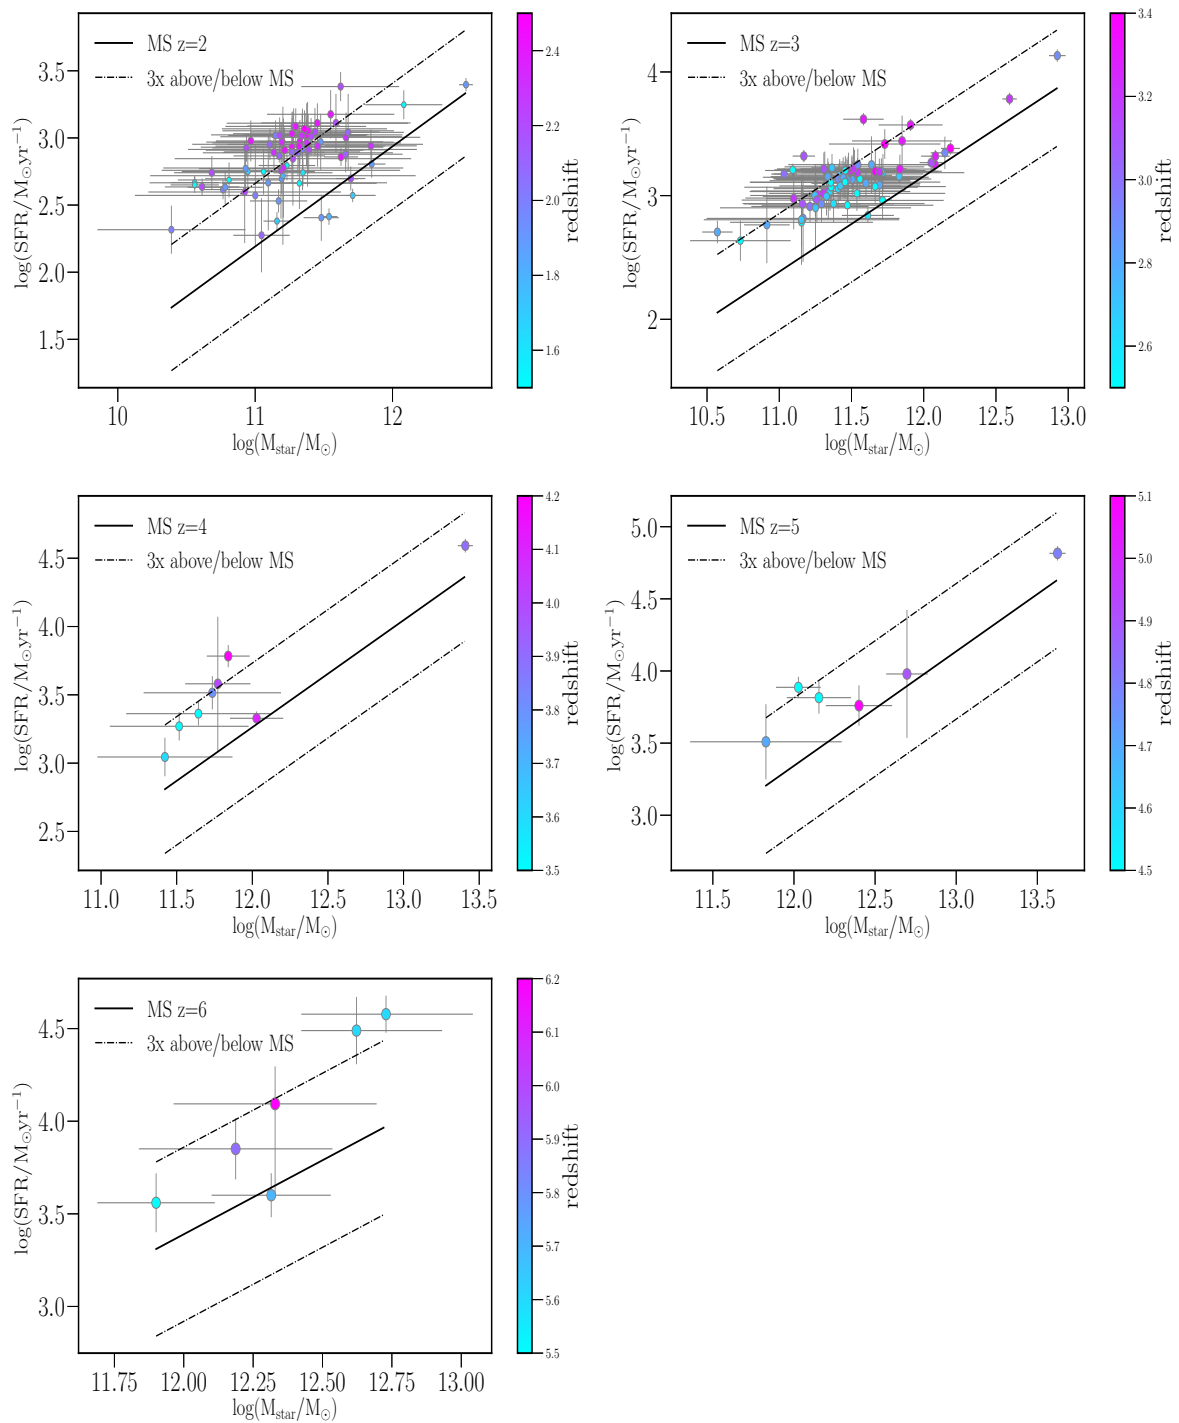 MS z=2
3x above/below MS
3.5
3.0
2.5
2.0
1.5
log(SFR/M⊙yr−1)
10 11 12
log(Mstar/M⊙)
2.4
2.2
2.0
1.8
1.6
redshift
MS z=3
3x above/below MS
4
3
2
log(SFR/M⊙yr−1)
10.5 11.0 11.5 12.0 12.5 13.0
log(Mstar/M⊙)
3.4
3.2
3.0
2.8
2.6
redshift
MS z=4
3x above/below MS
4.5
4.0
3.5
3.0
2.5
log(SFR/M⊙yr−1)
11.0 11.5 12.0 12.5 13.0 13.5
log(Mstar/M⊙)
4.2
4.1
4.0
3.9
3.8
3.7
3.6
3.5
redshift
MS z=5
3x above/below MS
5.0
4.5
4.0
3.5
3.0
log(SFR/M⊙yr−1)
11.5 12.0 12.5 13.0 13.5
log(Mstar/M⊙)
5.1
5.0
4.9
4.8
4.7
4.6
4.5
redshift
MS z=6
3x above/below MS
4.5
4.0
3.5
3.0
log(SFR/M⊙yr−1)
11.75 12.00 12.25 12.50 12.75 13.00
log(Mstar/M⊙)
6.2
6.1
6.0
5.9
5.8
5.7
5.6
5.5
redshift